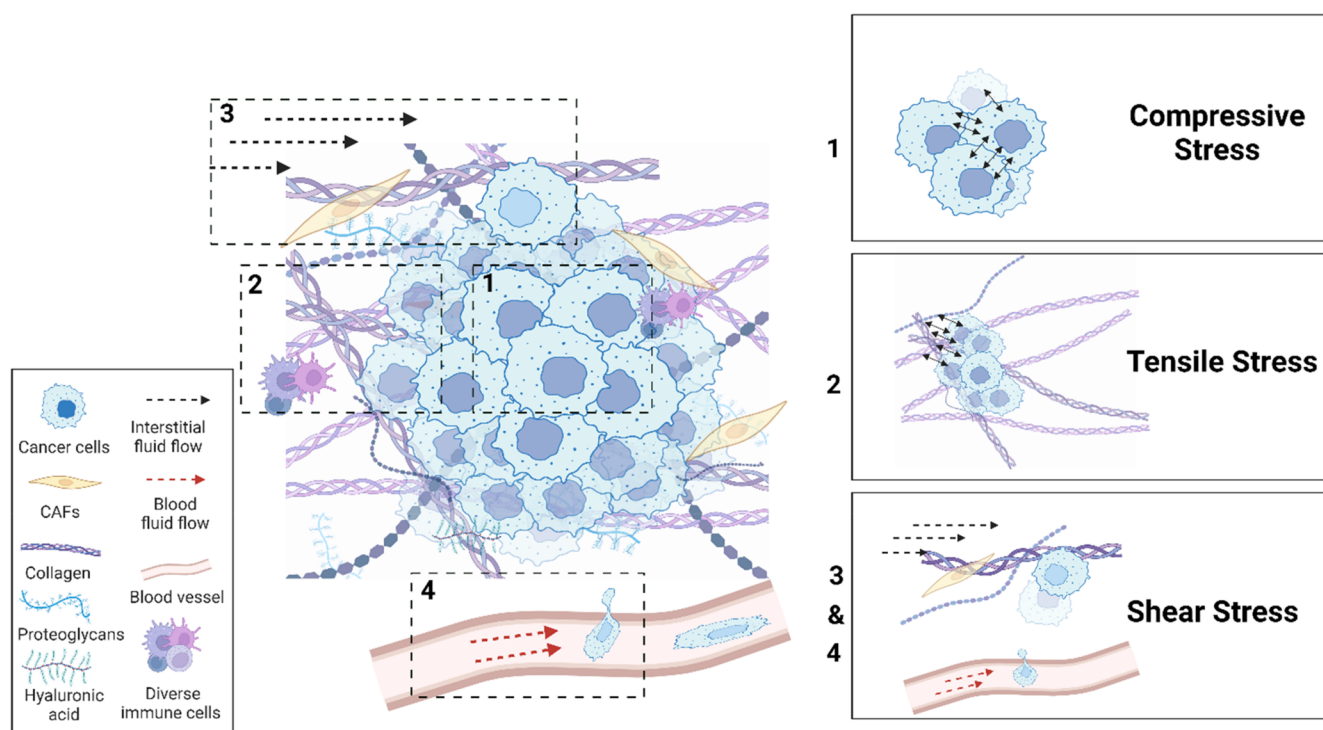 3
2
1
4
Cancer cells
Interstitial
fluid flow
CAFs
Blood
fluid flow
Collagen
Blood vessel
Proteoglycans
Hyaluronic
acid
Diverse
immune cells
1
Compressive
Stress
2
Tensile Stress
3
&
4
Shear Stress